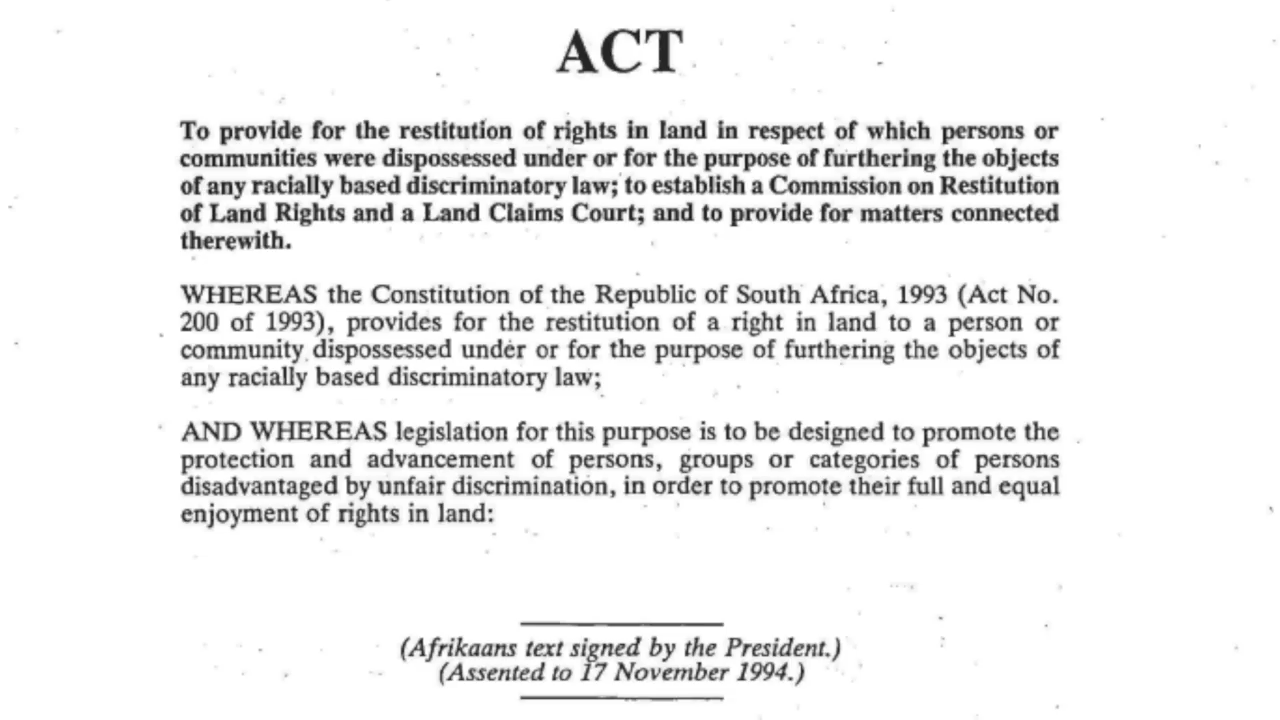 ACT
To provide for the restitution of rights in land in respect of which persons or
communities were dispossessed under or for the purpose of furthering the objects
of any racially based discriminatory law; to establish a Commission on Restitution
of Land Rights and a Land Claims Court; and to provide for matters connected
therewith.
WHEREAS the Constitution of the Republic of South Africa, 1993 (Act No.
200 of 1993), provides for the restitution of a right in land to a person or
community dispossessed under or for the purpose of furthering the objects of
any racially based discriminatory law;
AND WHEREAS legislation for this purpose is to be designed to promote the
protection and advancement of persons, groups or categories of persons
disadvantaged by unfair discrimination, in order to promote their full and equal
enjoyment of rights in land:
(Afrikaans text signed by the President.)
(Assented to 17 November 1994.)